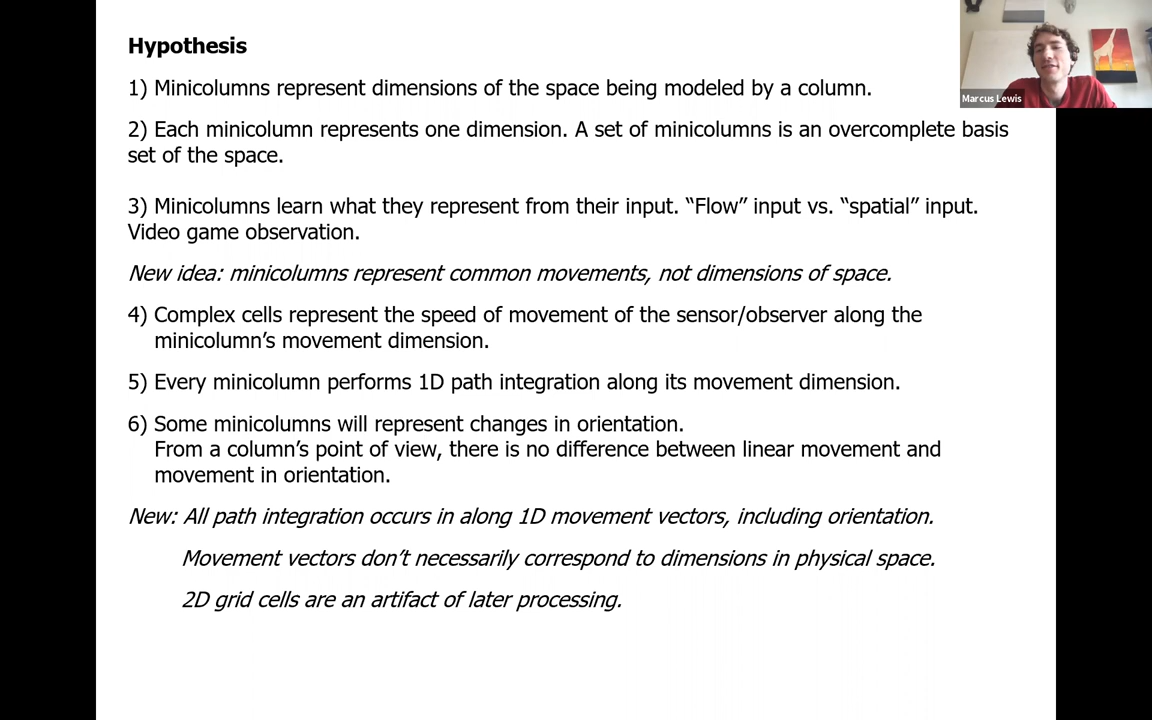 Hypothesis
1) Minicolumns represent dimensions of the space being modeled by a column.
Marcus Lewis
2) Each minicolumn represents one dimension. A set of minicolumns is an overcomplete basis
set of the space.
3) Minicolumns learn what they represent from their input. “Flow” input vs. “spatial” input.
Video game observation.
New idea: minicolumns represent common movements, not dimensions of space.
4) Complex cells represent the speed of movement of the sensor/observer along the
minicolumn’s movement dimension.
5) Every minicolumn performs 1D path integration along its movement dimension.
6) Some minicolumns will represent changes in orientation.
From a column’s point of view, there is no difference between linear movement and
movement in orientation.
New: All path integration occurs in along 1D movement vectors, including orientation.
Movement vectors don’t necessarily correspond to dimensions in physical space.
2D grid cells are an artifact of later processing.